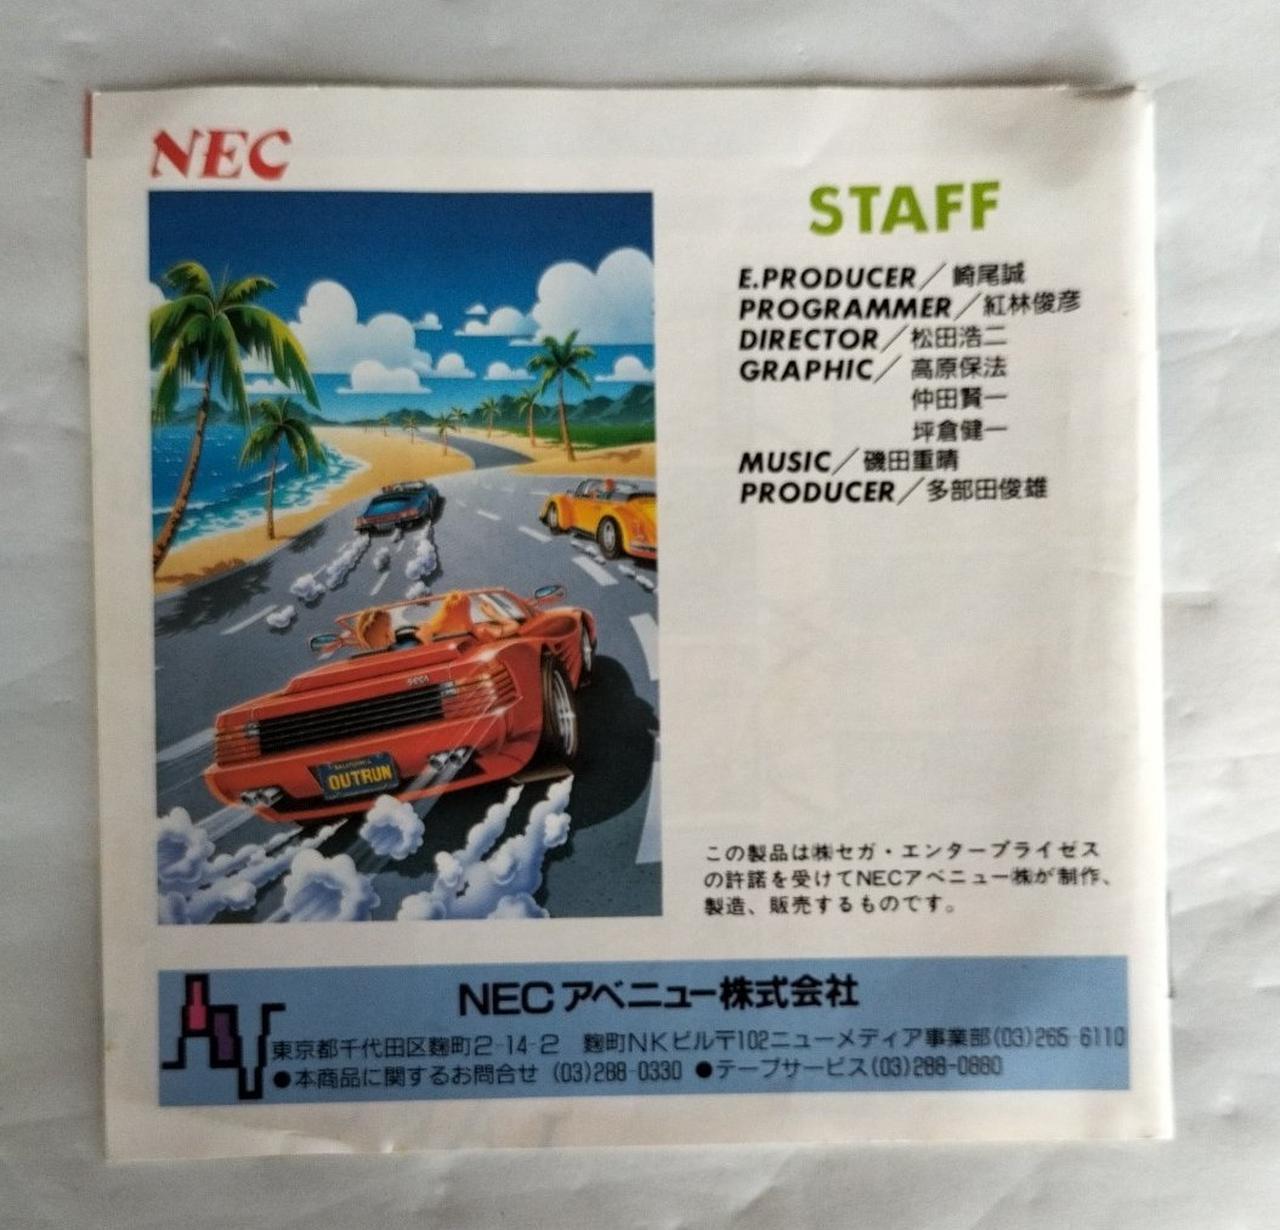 NEC
STAFF
E.PRODUCER／崎尾誠
PROGRAMMER／紅林俊彦
DIRECTOR／松田浩二
GRAPHIC／高原保法
仲田賢一
坪倉健一
MUSIC／磯田重晴
PRODUCER／多部田俊雄
SEGA
CALIFORNIA
OUTRUN
この製品は㈱セガ・エンタープライゼス
の許諾を受けてNECアベニュー㈱が制作、
製造、販売するものです。
NECアベニュー株式会社
東京都千代田区麹町2-14-2 麹町NKビル〒102ニューメディア事業部(03)265-6110
●本商品に関するお問合せ (03)288-0330 ●テープサービス(03)288-0880